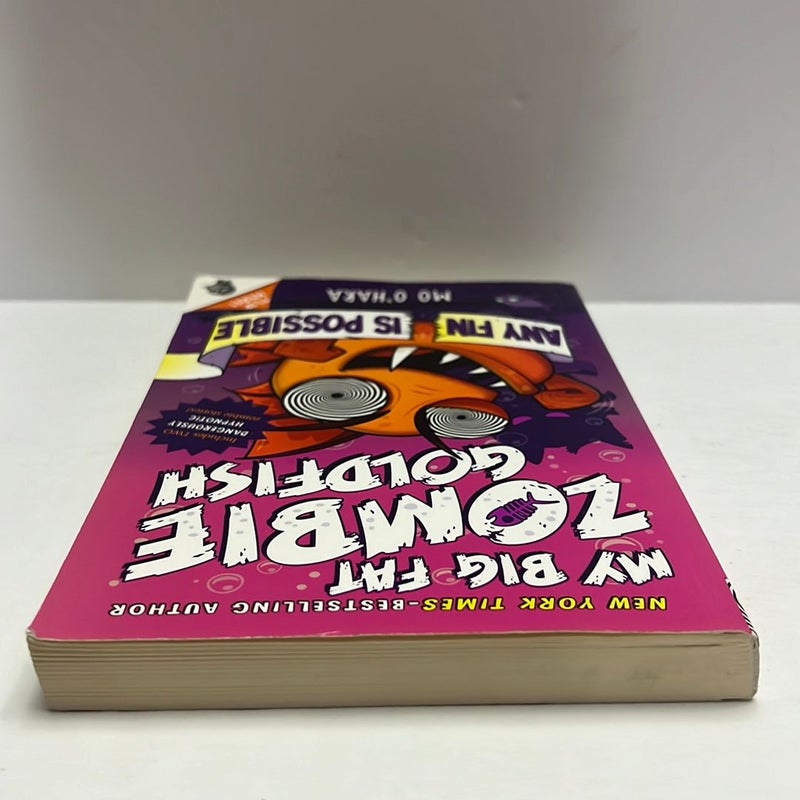 NEW YORK TIMES-BESTSELLING AUTHOR
MY BIG FAT
ZOMBIE
GOLDFISH
Includes TWO
DANGEROUSLY
HYPNOTIC
zombie stories!
ANY FIN IS POSSIBLE
MO O'HARA